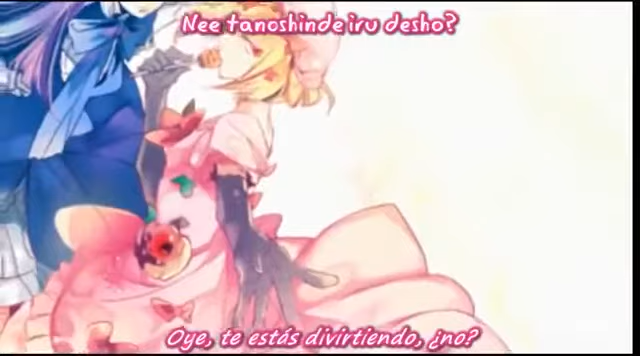 Nee tanoshinde iru desho?
Oye, te estás divirtiendo, ¿no?